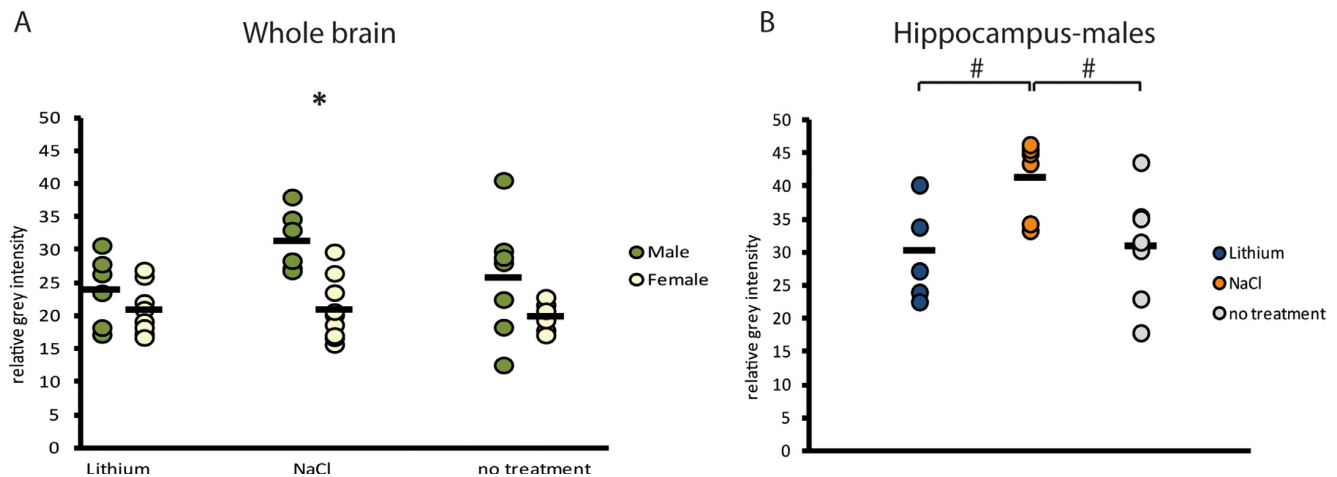 A
Whole brain
*
relative grey intensity
50
45
40
35
30
25
20
15
10
5
0
Lithium NaCl no treatment
Male
Female
B
Hippocampus-males
# #
relative grey intensity
50
45
40
35
30
25
20
15
10
5
0
Lithium
NaCl
no treatment